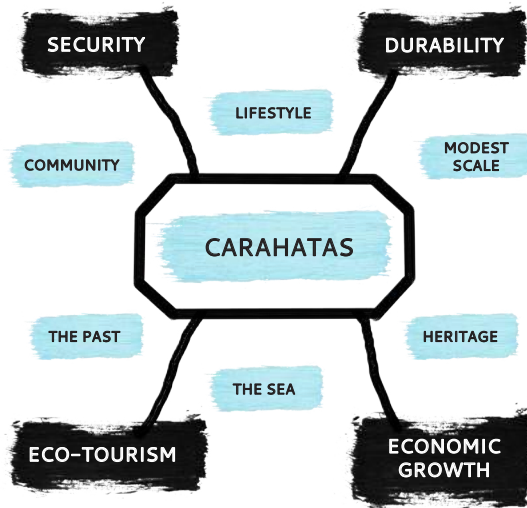 SECURITY
DURABILITY
LIFESTYLE
COMMUNITY
MODEST
SCALE
CARAHATAS
THE PAST
HERITAGE
THE SEA
ECO-TOURISM
ECONOMIC
GROWTH